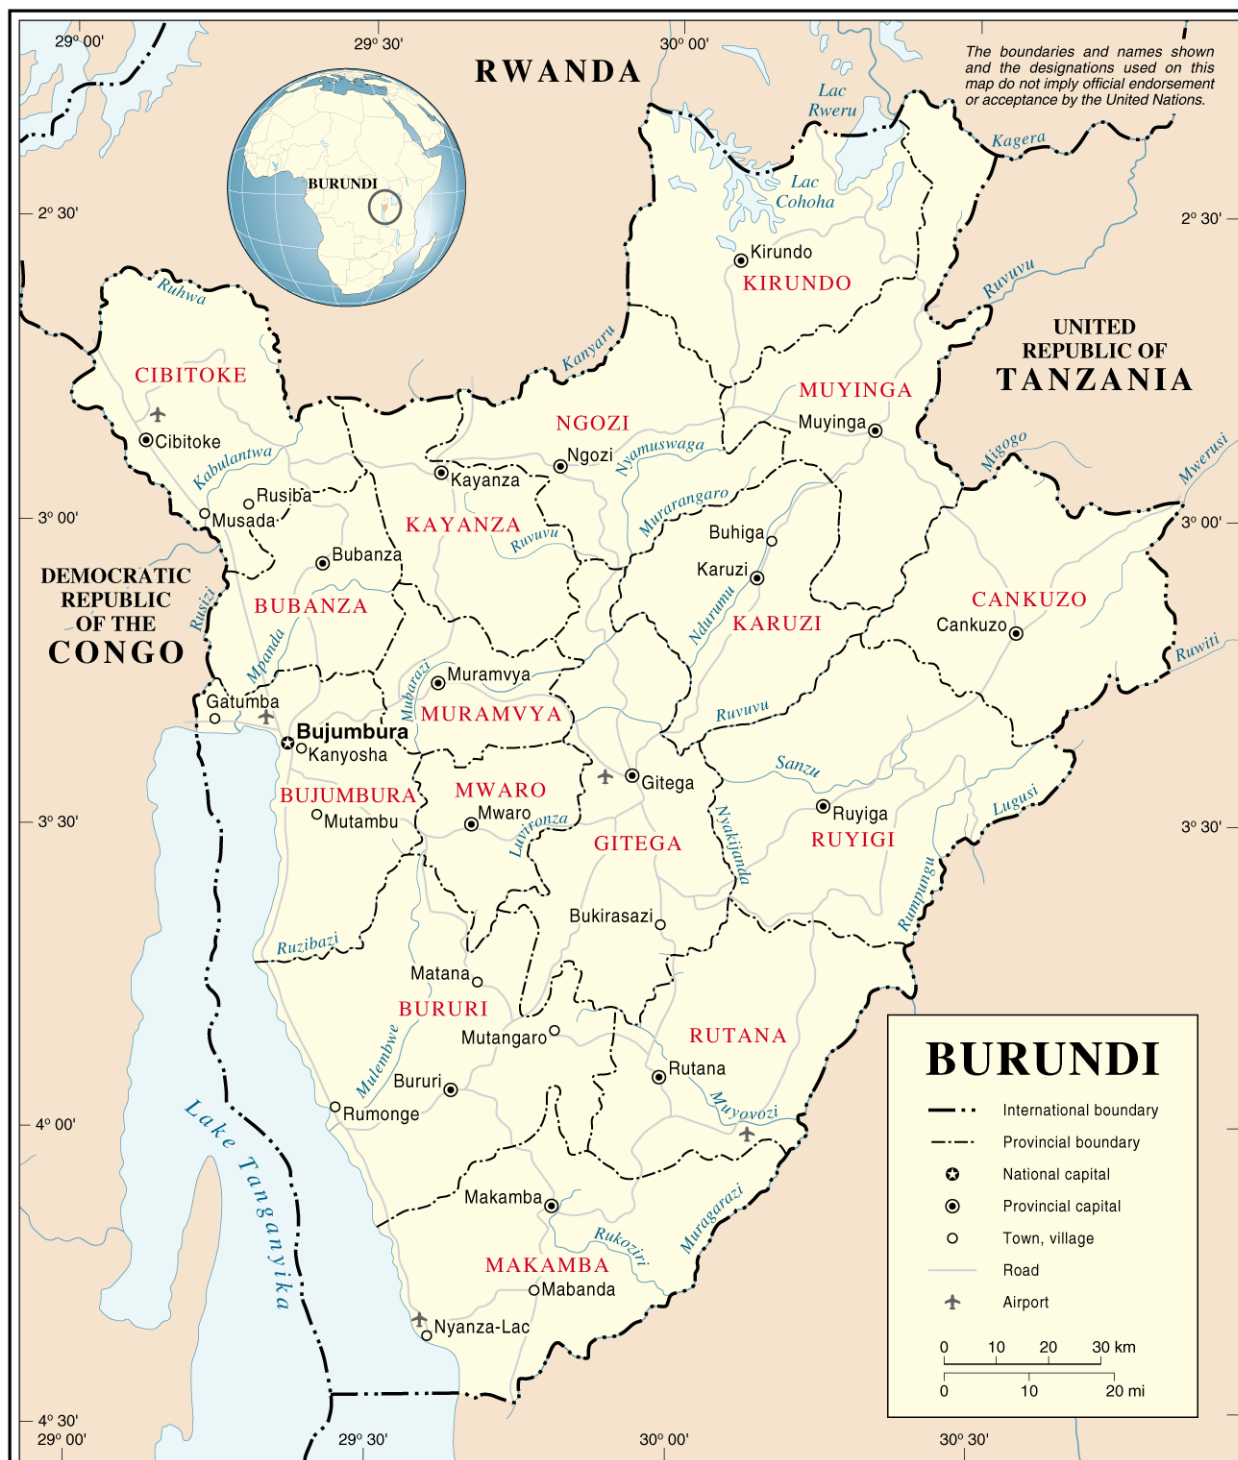 29° 00'
29° 30'
30° 00'
RWANDA
The boundaries and names shown
and the designations used on this
map do not imply official endorsement
or acceptance by the United Nations.
Lac
Rweru
Kagera
BURUNDI
Lac
Cohoha
2° 30'
2° 30'
Kirundo
KIRUNDO
Ruvuvu
Ruhwa
Kanyaru
UNITED
REPUBLIC OF
TANZANIA
CIBITOKE
MUYINGA
NGOZI
Muyinga
Cibitoke
Kabulantwa
Ngozi
Nyamuswaga
Migogo
Mwerusi
Kayanza
Rusiba
Musada
Murarangaro
3° 00'
3° 00'
KAYANZA
Ruvuvu
Buhiga
Bubanza
Karuzi
DEMOCRATIC
REPUBLIC
OF THE
CONGO
Rusizi
BUBANZA
Mpanda
Ndurumu
KARUZI
CANKUZO
Cankuzo
Ruwiti
Muramvya
Mubarazi
Gatumba
MURAMVYA
Ruvuvu
Bujumbura
Kanyosha
Sanzu
Gitega
BUJUMBURA
MWARO
Mwaro
Mutambu
Luvironza
Nyakijanda
Lugusi
Ruyiga
RUYIGI
3° 30'
3° 30'
GITEGA
Rumpungu
Bukirasazi
Ruzibazi
Matana
BURURI
Mutangaro
RUTANA
Mulembwe
Bururi
Rutana
Rumonge
Muyovozi
4° 00'
Lake Tanganyika
Makamba
Muragarazi
Rukoziri
MAKAMBA
Mabanda
Nyanza-Lac
BURUNDI
International boundary
Provincial boundary
National capital
Provincial capital
Town, village
Road
Airport
0 10 20 30 km
0 10 20 mi
4° 30'
29° 00'
29° 30'
30° 00'
30° 30'